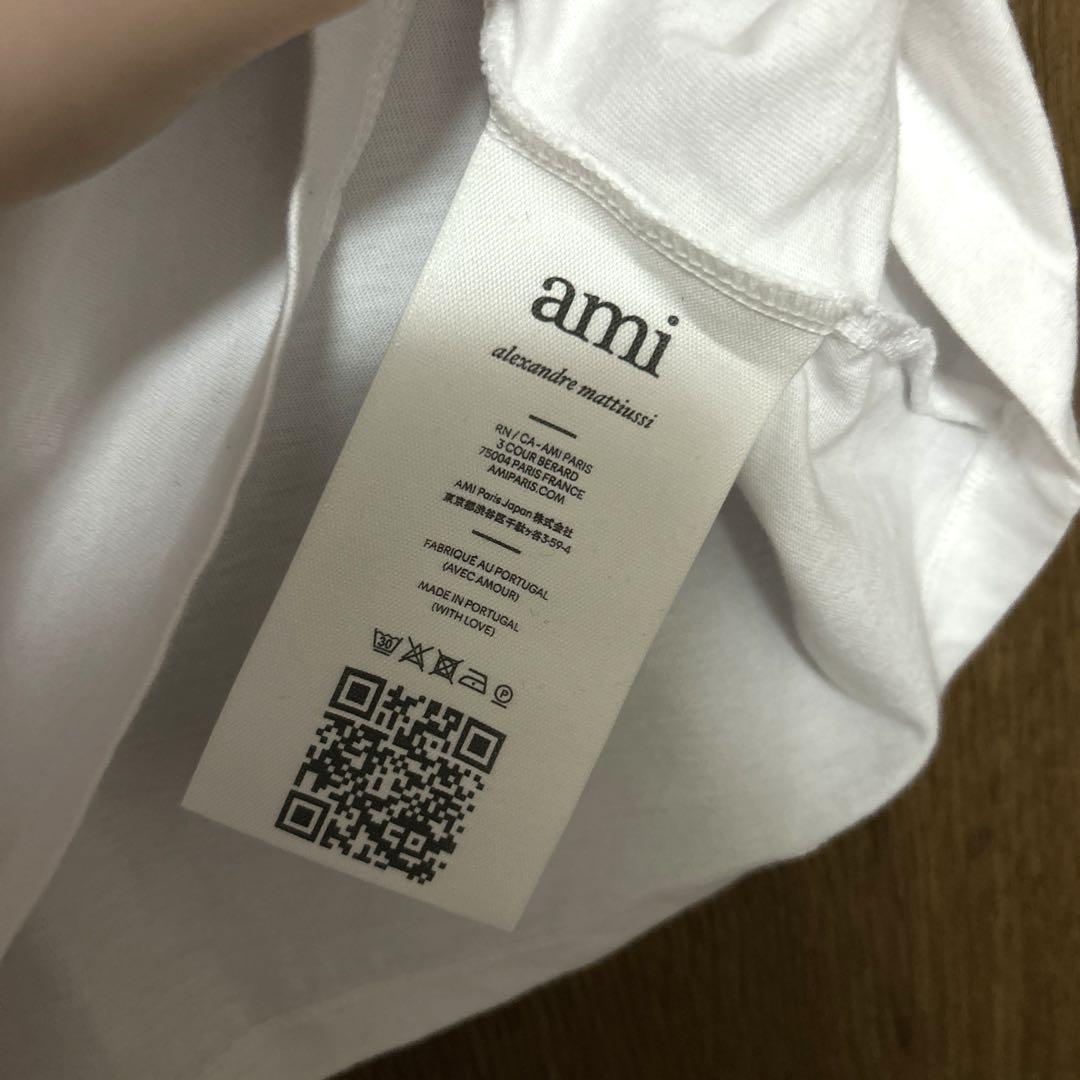 ami
alexandre mattiussi
RN / CA - AMI PARIS
3 COUR BERARD
75004 PARIS FRANCE
AMIPARIS.COM
AMI Paris Japan 株式会社
東京都渋谷区千駄ヶ谷3-59-4
FABRIQUÉ AU PORTUGAL
(AVEC AMOUR)
MADE IN PORTUGAL
(WITH LOVE)
30
P